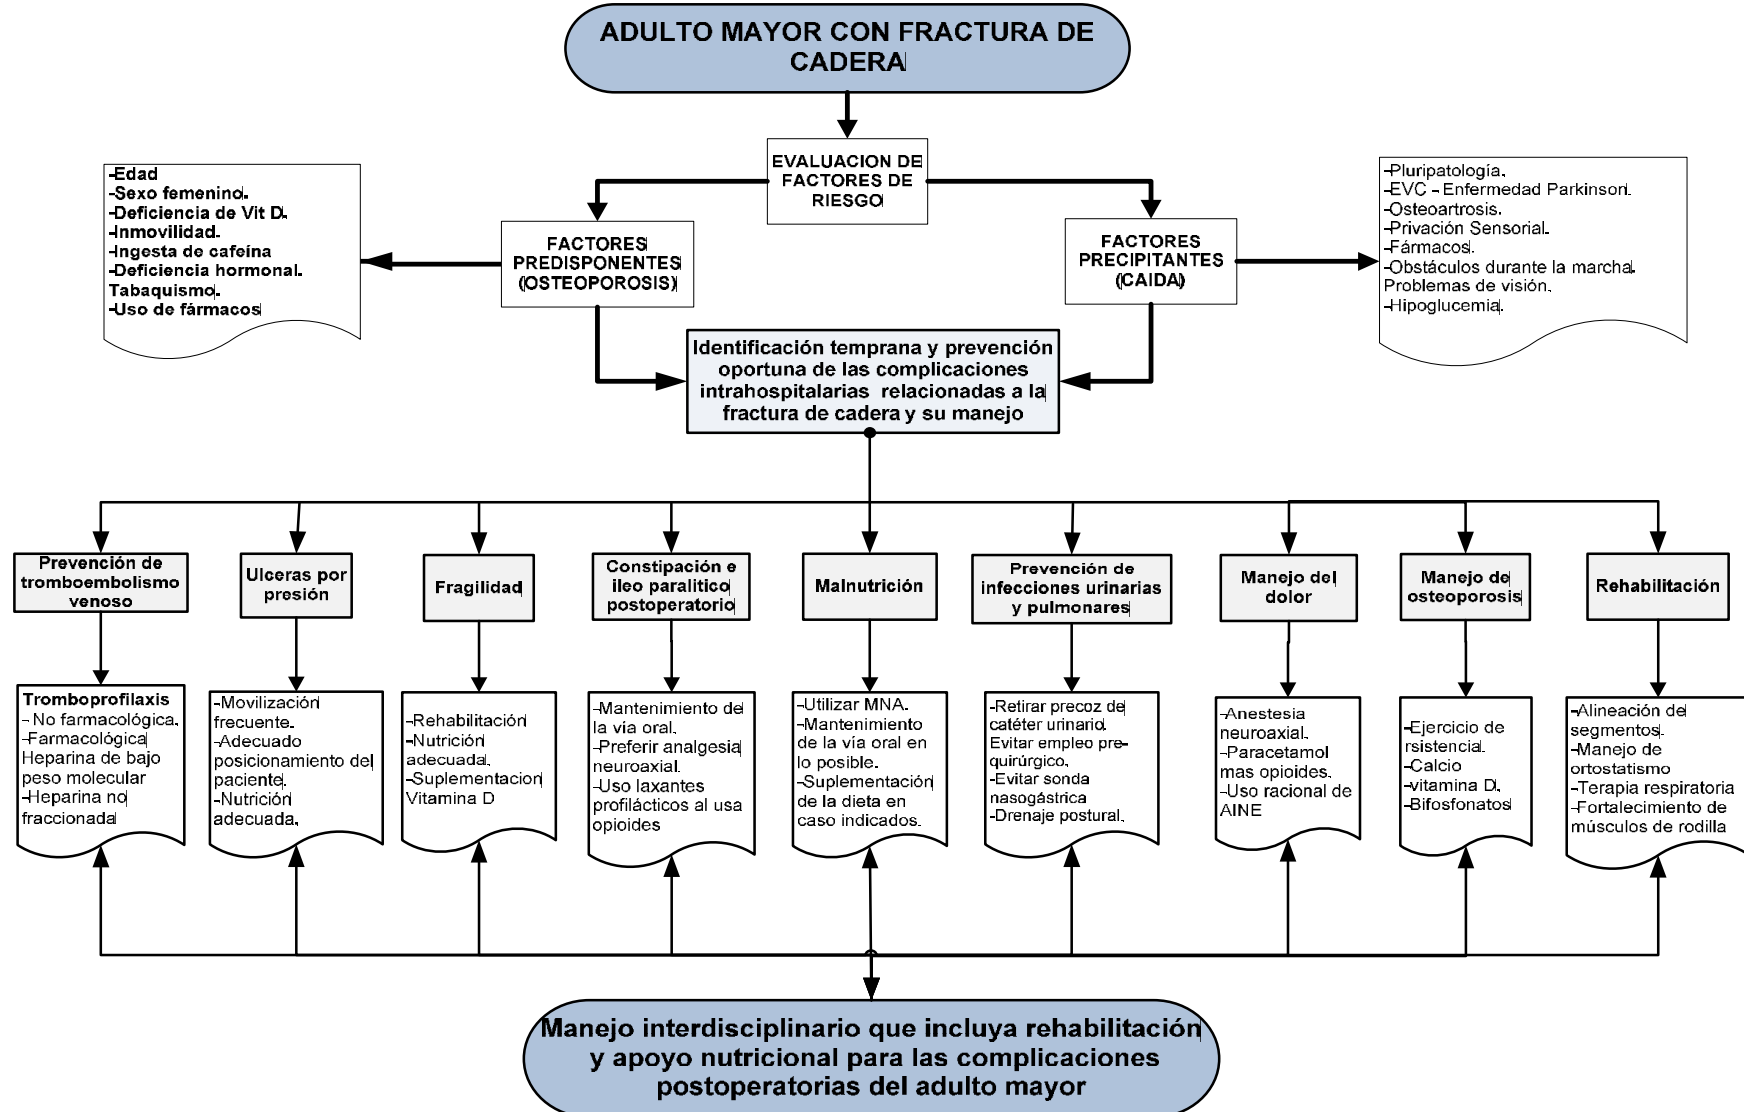 ADULTO MAYOR CON FRACTURA DE
CADERA
EVALUACION DE
FACTORES DE
RIESGO
-Edad
-Sexo femenino.
-Deficiencia de Vit D.
-Inmovilidad.
-Ingesta de cafeína
-Deficiencia hormonal.
Tabaquismo.
-Uso de fármacos
FACTORES
PREDISPONENTES
(OSTEOPOROSIS)
FACTORES
PRECIPITANTES
(CAIDA)
-Pluripatología.
-EVC - Enfermedad Parkinson.
-Osteoartrosis.
-Privación Sensorial.
-Fármacos.
-Obstáculos durante la marcha.
Problemas de visión.
-Hipoglucemia.
Identificación temprana y prevención
oportuna de las complicaciones
intrahospitalarias relacionadas a la
fractura de cadera y su manejo
Prevención de
tromboembolismo
venoso
Ulceras por
presión
Fragilidad
Constipación e
ileo paralitico
postoperatorio
Malnutrición
Prevención de
infecciones urinarias
y pulmonares
Manejo del
dolor
Manejo de
osteoporosis
Rehabilitación
Tromboprofilaxis
- No farmacológica.
-Farmacológica
Heparina de bajo
peso molecular
-Heparina no
fraccionada
-Movilización
frecuente.
-Adecuado
posicionamiento del
paciente.
-Nutrición
adecuada.
-Rehabilitación
-Nutrición
adecuada.
-Suplementacion
Vitamina D
-Mantenimiento de
la vía oral.
-Preferir analgesia
neuroaxial.
-Uso laxantes
profilácticos al usa
opioides
-Utilizar MNA.
-Mantenimiento
de la vía oral en
lo posible.
-Suplementación
de la dieta en
caso indicados.
-Retirar precoz de
catéter urinario.
Evitar empleo pre-
quirúrgico.
-Evitar sonda
nasogástrica
-Drenaje postural.
-Anestesia
neuroaxial.
-Paracetamol
mas opioides.
-Uso racional de
AINE
-Ejercicio de
rsistencia.
-Calcio
vitamina D.
-Bifosfonatos
-Alineación de
segmentos.
-Manejo de
ortostatismo
-Terapia respiratoria
-Fortalecimiento de
músculos de rodilla
Manejo interdisciplinario que incluya rehabilitación
y apoyo nutricional para las complicaciones
postoperatorias del adulto mayor